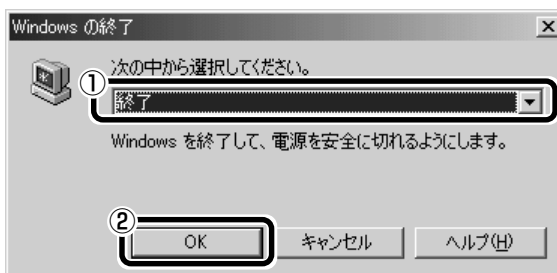 Windows の終了
次の中から選択してください。
①
終了
Windows を終了して、電源を安全に切れるようにします。
②
OK キャンセル ヘルプ(H)